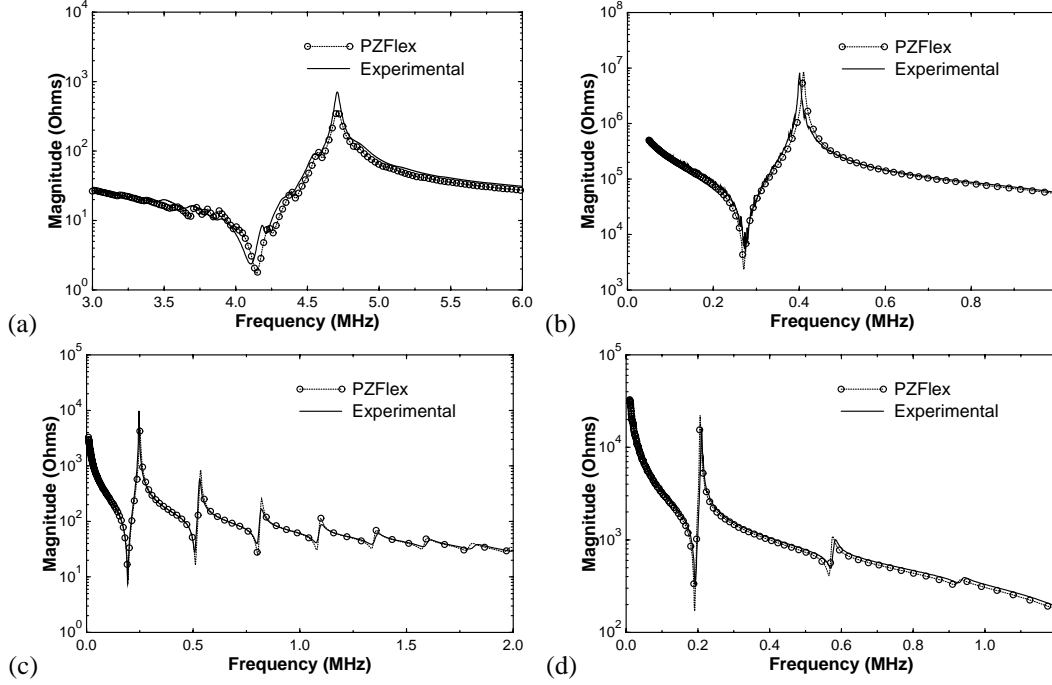 10^4
10^3
10^2
10^1
10^0
Magnitude (Ohms)
PZFlex
Experimental
3.0 3.5 4.0 4.5 5.0 5.5 6.0
Frequency (MHz)
(a)
10^8
10^7
10^6
10^5
10^4
10^3
Magnitude (Ohms)
PZFlex
Experimental
0.0 0.2 0.4 0.6 0.8
Frequency (MHz)
(b)
10^5
10^4
10^3
10^2
10^1
10^0
Magnitude (Ohms)
PZFlex
Experimental
0.0 0.5 1.0 1.5 2.0
Frequency (MHz)
(c)
10^5
10^4
10^3
10^2
Magnitude (Ohms)
PZFlex
Experimental
0.0 0.2 0.4 0.6 0.8 1.0
Frequency (MHz)
(d)